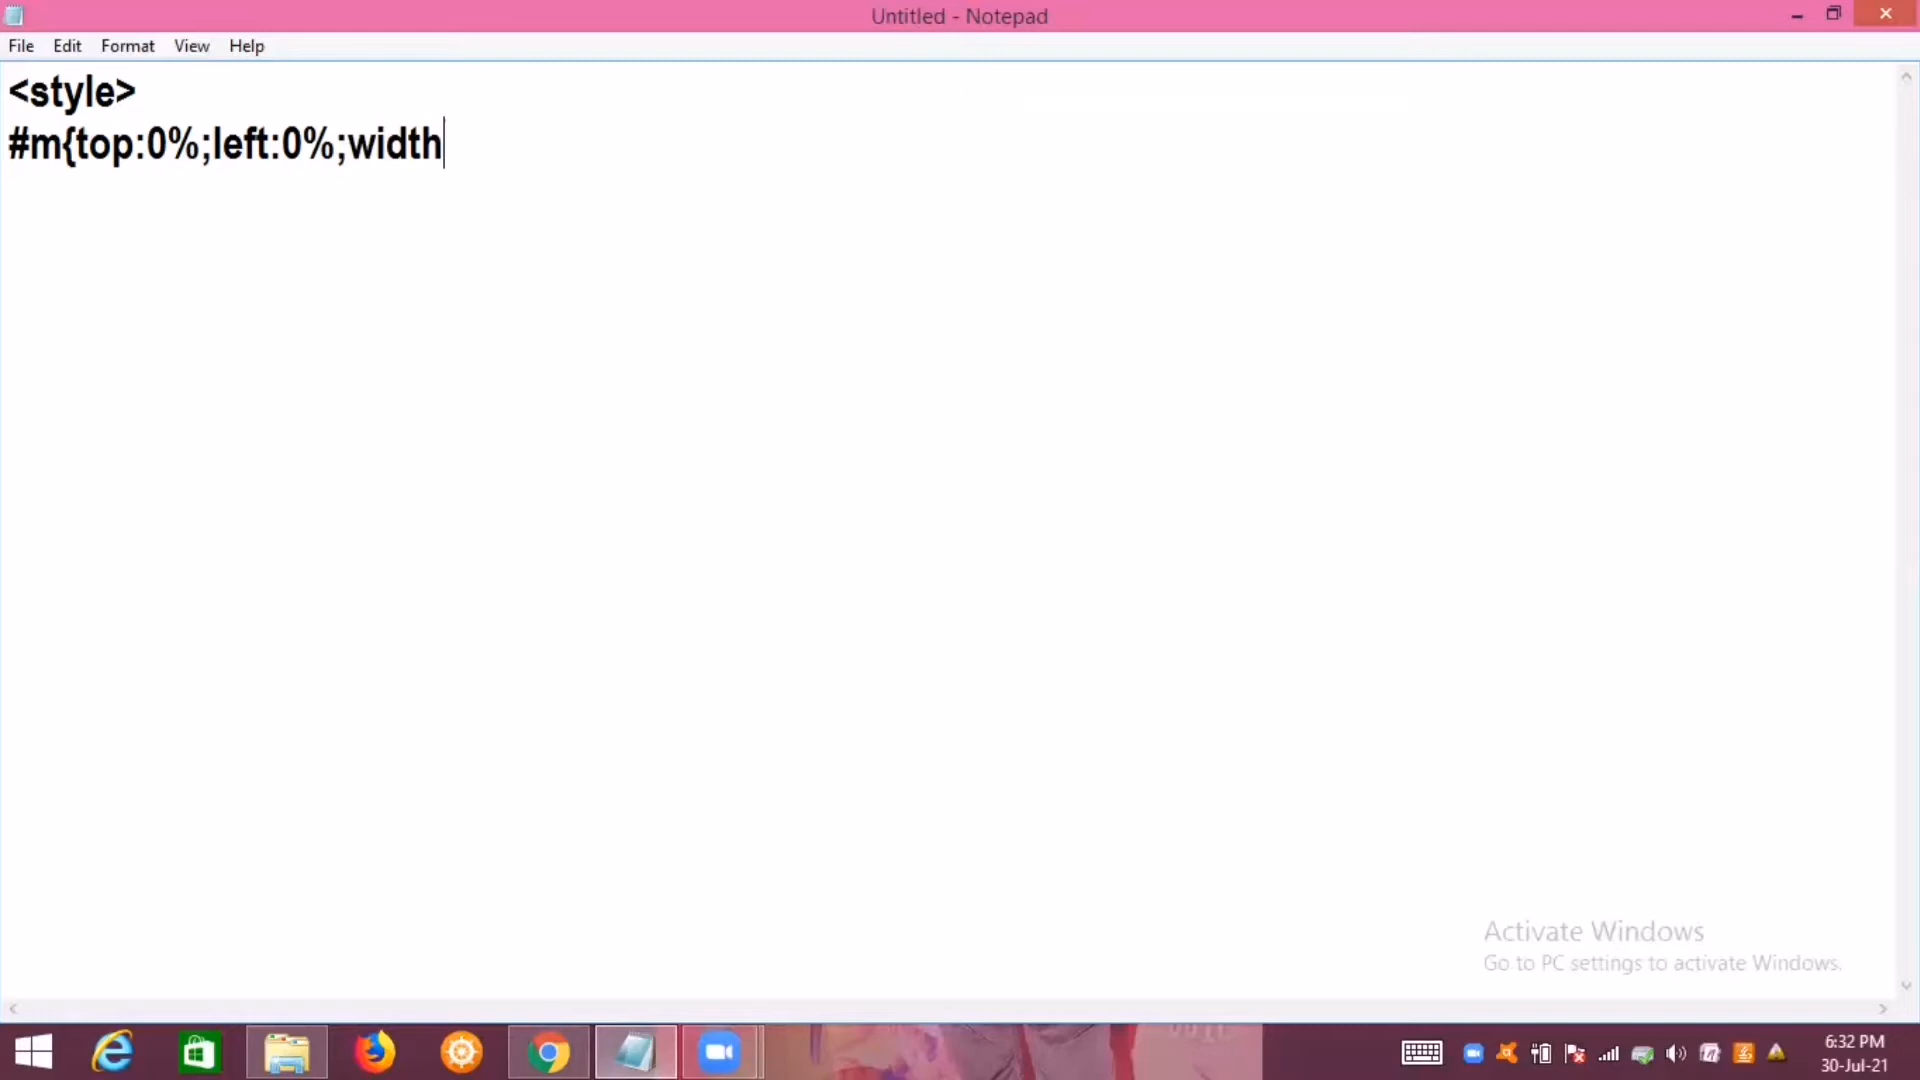 Untitled - Notepad
File Edit Format View Help
<style>
#m{top:0%;left:0%;width
Activate Windows
Go to PC settings to activate Windows.
6:32 PM
30-Jul-21